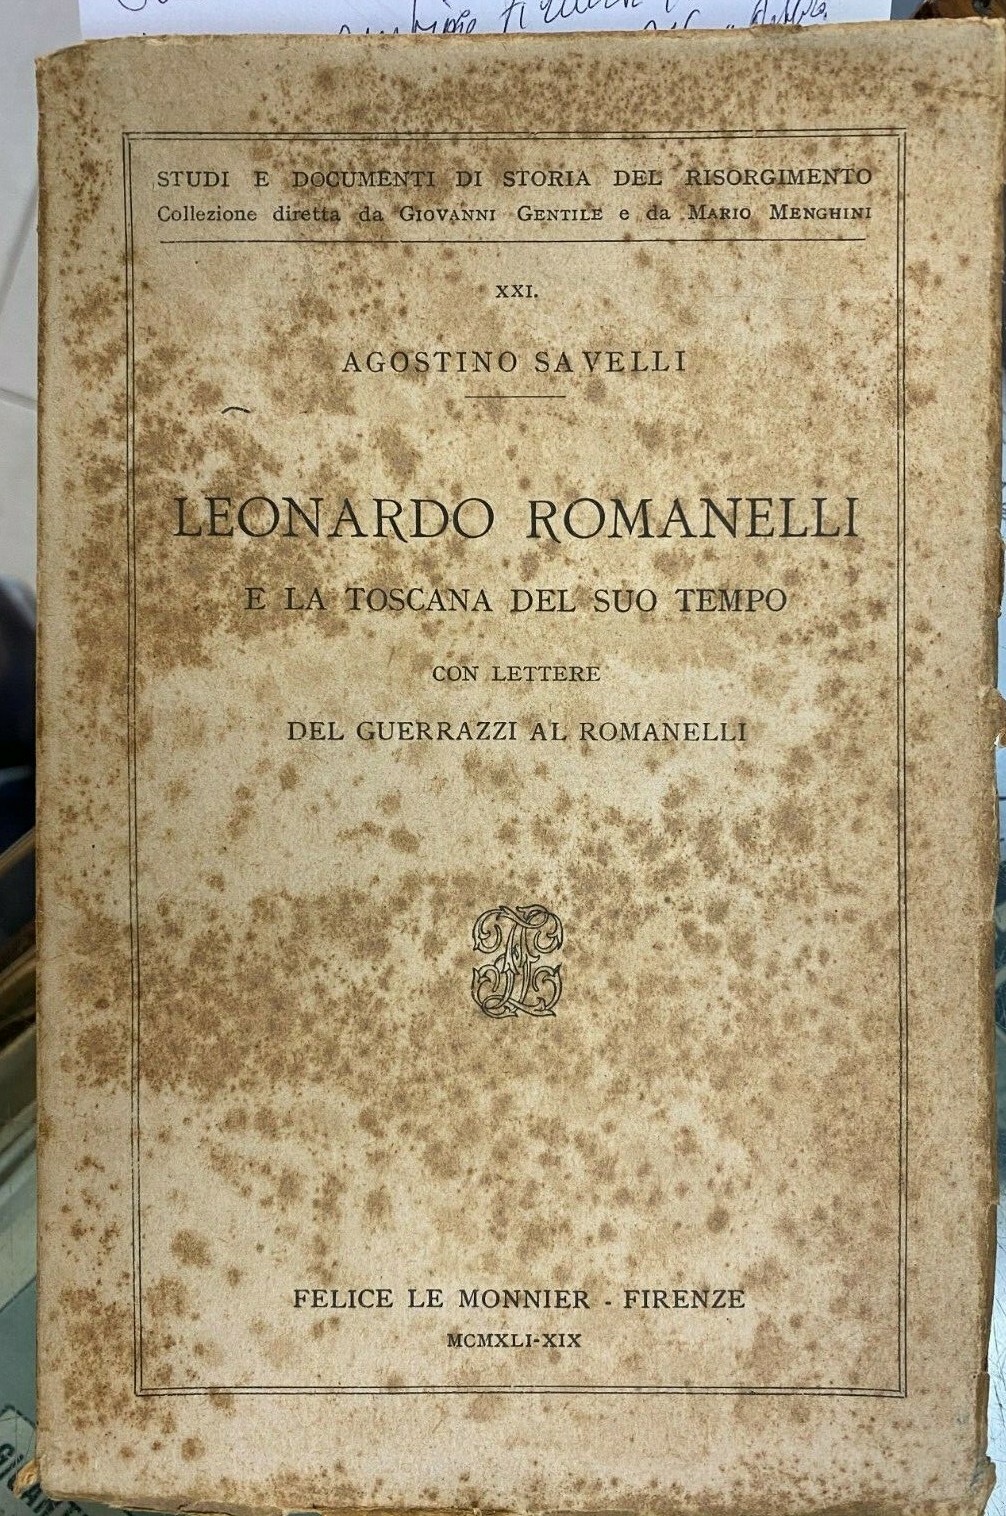 STUDI E DOCUMENTI DI STORIA DEL RISORGIMENTO
Collezione diretta da GIOVANNI GENTILE e da MARIO MENGHINI
XXI.
AGOSTINO SAVELLI
LEONARDO ROMANELLI
E LA TOSCANA DEL SUO TEMPO
CON LETTERE
DEL GUERRAZZI AL ROMANELLI
FELICE LE MONNIER - FIRENZE
MCMXLI-XIX